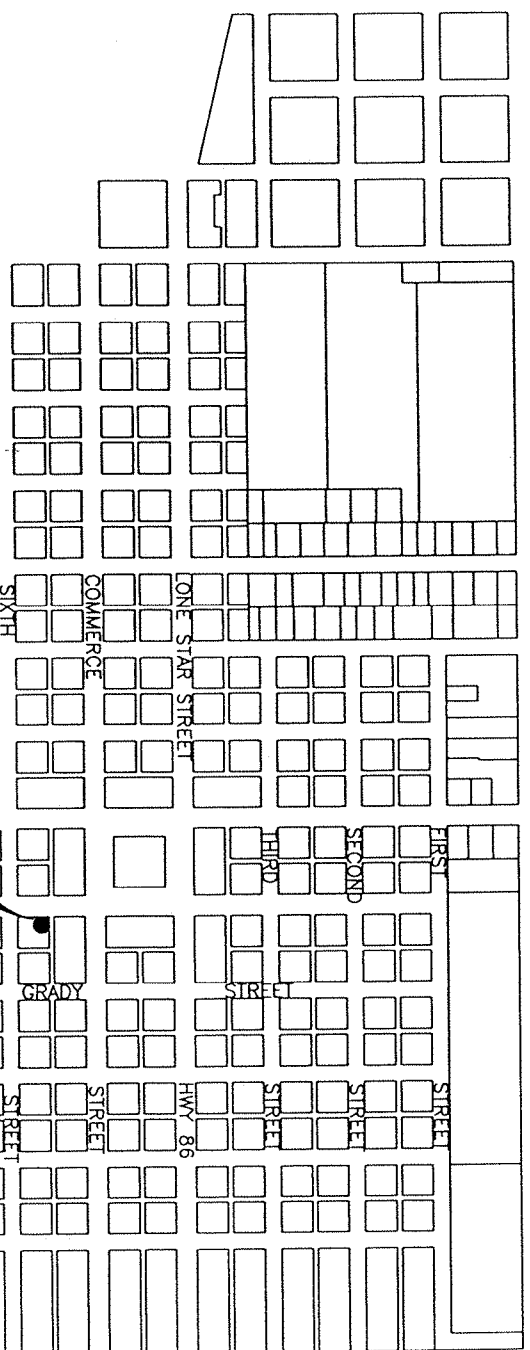 FIRST STREET
SECOND STREET
THIRD STREET
LONE STAR STREET HWY 86
COMMERCE STREET
SIXTH STREET
GRADY STREET